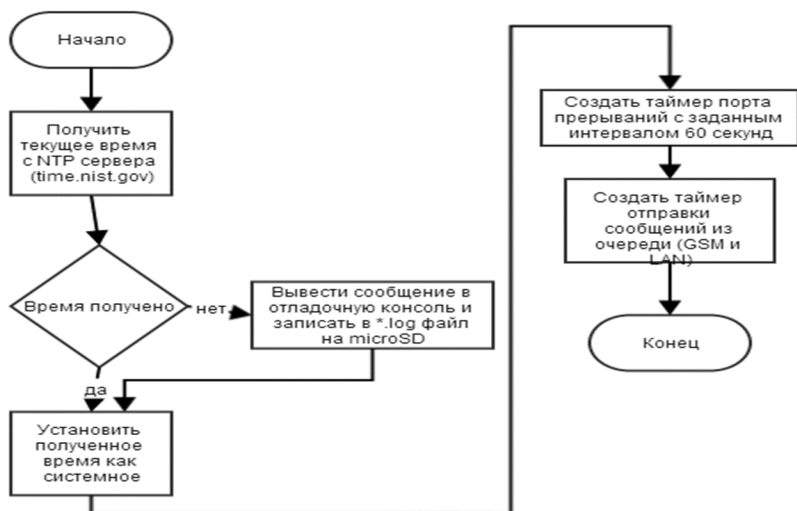 Начало
Получить
текущее время
с NTP сервера
(time.nist.gov)
Время получено
нет
Вывести сообщение в
отладочную консоль и
записать в *.log файл
на microSD
да
Установить
полученное
время как
системное
Создать таймер порта
прерываний с заданным
интервалом 60 секунд
Создать таймер
отправки
сообщений из
очереди (GSM и
LAN)
Конец